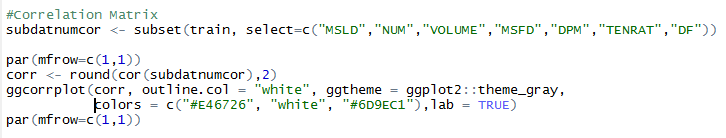 #Correlation Matrix
subdatnumcor <- subset(train, select=c("MSLD","NUM","VOLUME","MSFD","DPM","TENRAT","DF"))
par(mfrow=c(1,1))
corr <- round(cor(subdatnumcor),2)
ggcorrplot(corr, outline.col = "white", ggtheme = ggplot2::theme_gray,
colors = c("#E46726", "white", "#6D9EC1"),lab = TRUE)
par(mfrow=c(1,1))